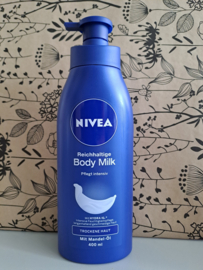 NIVEA
Reichhaltige
Body Milk
Pflegt intensiv
TROCKENE HAUT
Mit Mandel-Öl
400 ml